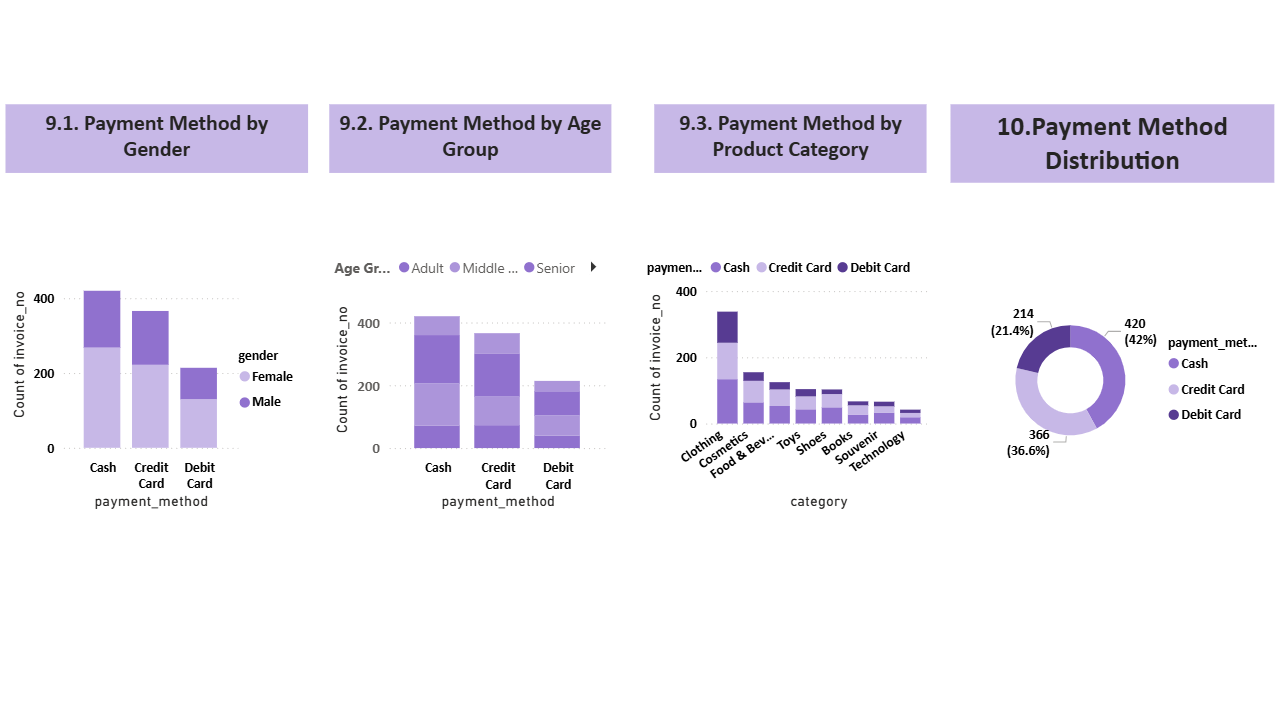 9.1. Payment Method by
Gender
9.2. Payment Method by Age
Group
9.3. Payment Method by
Product Category
10.Payment Method
Distribution
Count of invoice_no
400
200
0
Cash
Credit
Card
Debit
Card
payment_method
gender
Female
Male
Age Gr...
Adult
Middle ...
Senior
Count of invoice_no
400
200
0
Cash
Credit
Card
Debit
Card
payment_method
paymen...
Cash
Credit Card
Debit Card
Count of invoice_no
400
200
0
Clothing
Cosmetics
Food & Bev...
Toys
Shoes
Books
Souvenir
Technology
category
214
(21.4%)
420
(42%)
366
(36.6%)
payment_met...
Cash
Credit Card
Debit Card